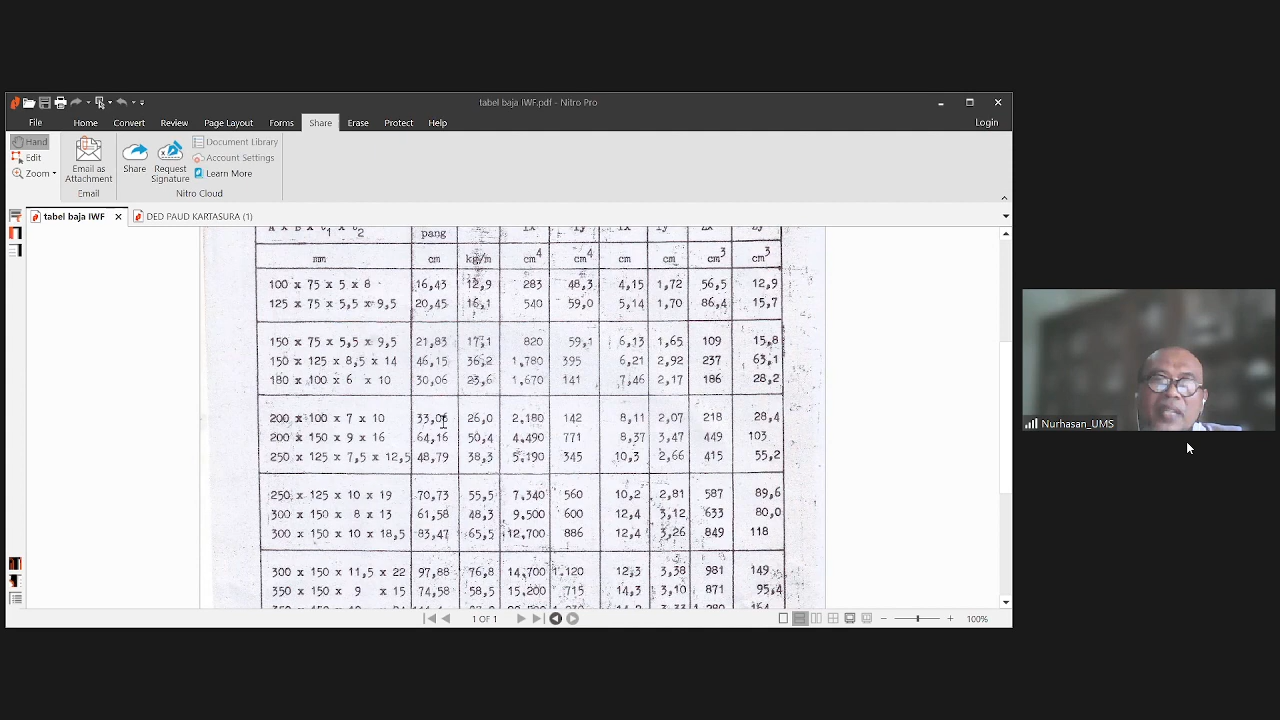 tabel baja IWF.pdf - Nitro Pro
File Home Convert Review Page Layout Forms Share Erase Protect Help Login
Hand
Edit
Zoom
Email as Attachment
Email
Share
Request Signature
Document Library
Account Settings
Learn More
Nitro Cloud
tabel baja IWF
DED PAUD KARTASURA (1)
pang
mm cm kg/m cm4 cm4 cm cm cm3 cm3
100 x 75 x 5 x 8 16,43 12,9 283 48,3 4,15 1,72 56,5 12,9
125 x 75 x 5,5 x 9,5 20,45 16,1 540 59,0 5,14 1,70 86,4 15,7
150 x 75 x 5,5 x 9,5 21,83 17,1 820 59,1 6,13 1,65 109 15,8
150 x 125 x 8,5 x 14 46,15 36,2 1,780 395 6,21 2,92 237 63,1
180 x 100 x 6 x 10 30,06 23,6 1,670 141 7,46 2,17 186 28,2
200 x 100 x 7 x 10 26,0 2,180 142 8,11 2,07 218 28,4
200 x 150 x 9 x 16 64,16 50,4 4,490 771 8,37 3,47 449 103
250 x 125 x 7,5 x 12,5 48,79 38,3 5,190 345 10,3 2,66 415 55,2
250 x 125 x 10 x 19 70,73 55,5 7,340 560 10,2 2,81 587 89,6
300 x 150 x 8 x 13 61,58 48,3 9,500 600 12,4 3,12 633 80,0
300 x 150 x 10 x 18,5 83,47 65,5 12,700 886 12,4 3,26 849 118
300 x 150 x 11,5 x 22 97,88 76,8 14,700 1,120 12,3 3,38 981 149
350 x 150 x 9 x 15 74,58 58,5 15,200 715 14,3 3,10 871 95,4
1 OF 1
100%
Nurhasan_UMS